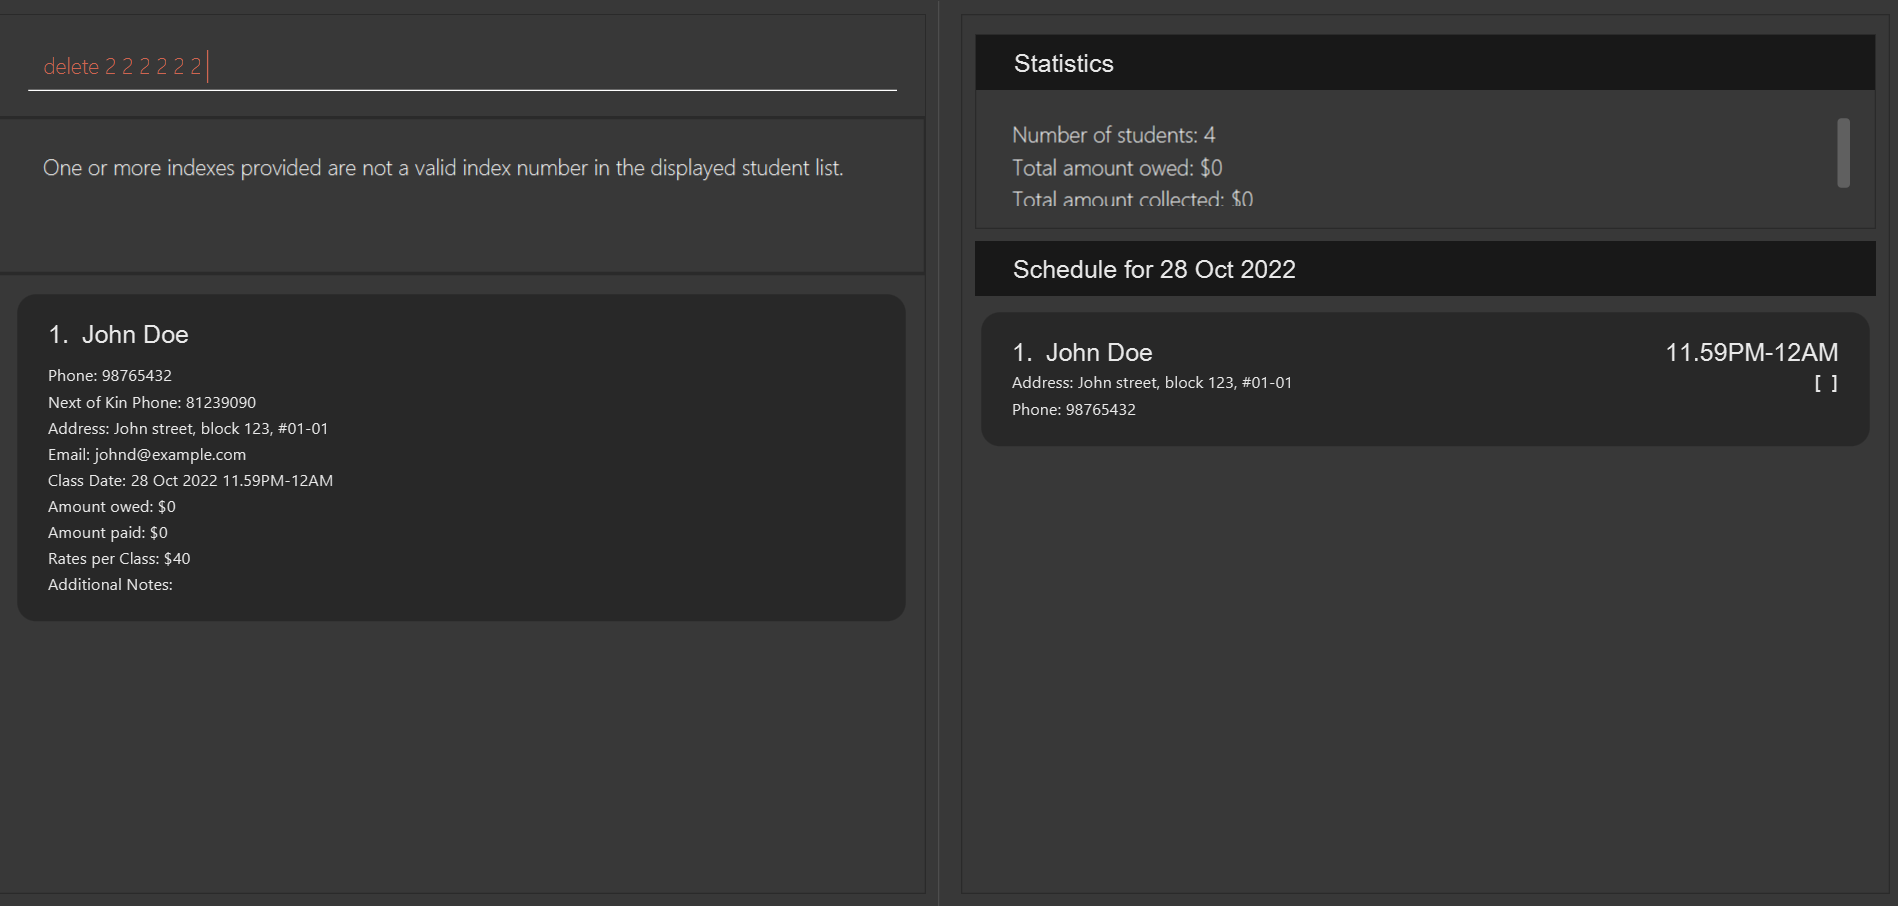 delete 2 2 2 2 2 2
One or more indexes provided are not a valid index number in the displayed student list.
1. John Doe
Phone: 98765432
Next of Kin Phone: 81239090
Address: John street, block 123, #01-01
Email: johnd@example.com
Class Date: 28 Oct 2022 11.59PM-12AM
Amount owed: $0
Amount paid: $0
Rates per Class: $40
Additional Notes:
Statistics
Number of students: 4
Total amount owed: $0
Total amount collected: $0
Schedule for 28 Oct 2022
1. John Doe 11.59PM-12AM
Address: John street, block 123, #01-01 [ ]
Phone: 98765432